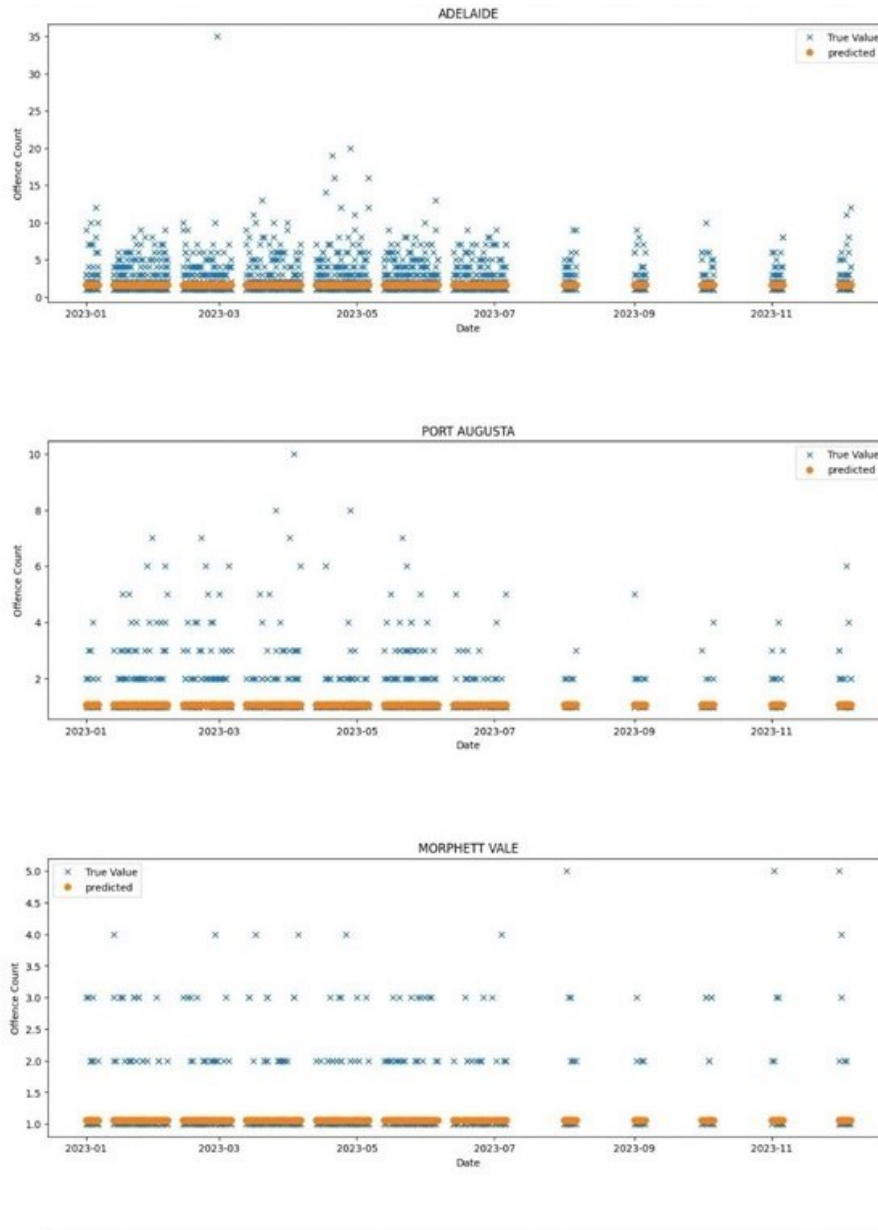 ADELAIDE
True Value
predicted
35
30
25
20
15
10
5
0
Offence Count
2023-01 2023-03 2023-05 2023-07 2023-09 2023-11
Date
PORT AUGUSTA
True Value
predicted
10
8
6
4
2
Offence Count
2023-01 2023-03 2023-05 2023-07 2023-09 2023-11
Date
MORPHETT VALE
True Value
predicted
5.0
4.5
4.0
3.5
3.0
2.5
2.0
1.5
1.0
Offence Count
2023-01 2023-03 2023-05 2023-07 2023-09 2023-11
Date